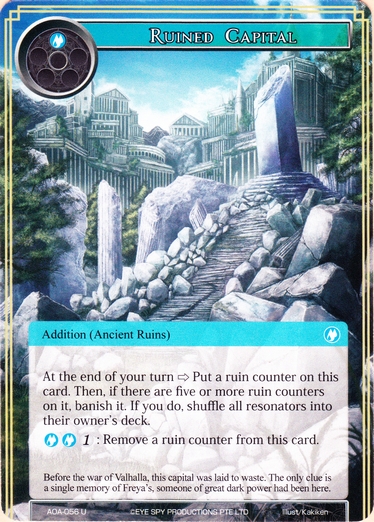 Ruined Capital
Addition (Ancient Ruins)
At the end of your turn ⇨ Put a ruin counter on this
card. Then, if there are five or more ruin counters
on it, banish it. If you do, shuffle all resonators into
their owner's deck.
1 : Remove a ruin counter from this card.
Before the war of Valhalla, this capital was laid to waste. The only clue is
a single memory of Freya's, someone of great dark power had been here.
AOA-056 U ©EYE SPY PRODUCTIONS PTE LTD Illust/Kakiken